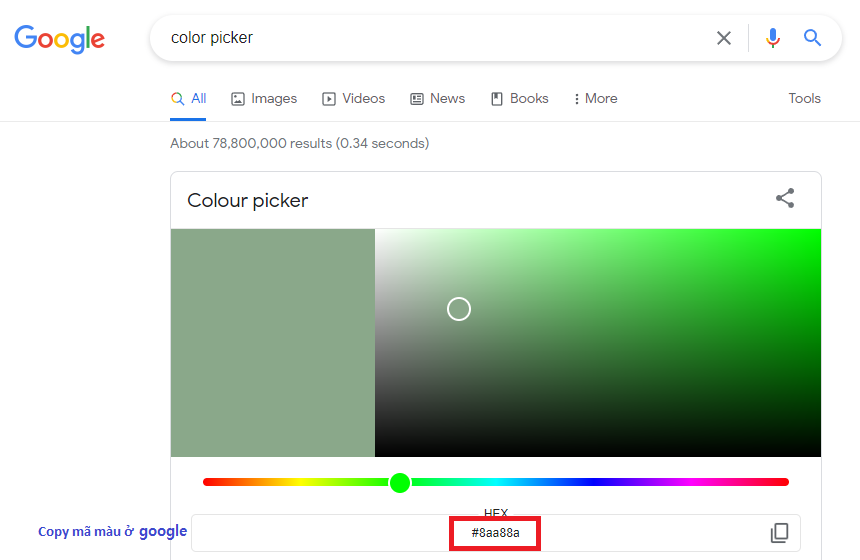 Google
color picker
All Images Videos News Books More Tools
About 78,800,000 results (0.34 seconds)
Colour picker
HEX
Copy mã màu ở google #8aa88a